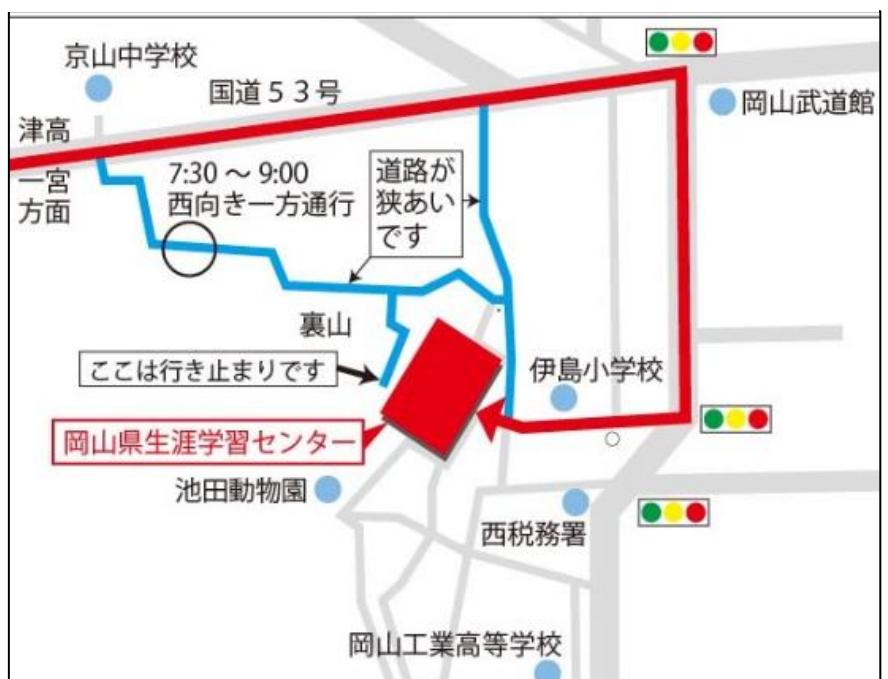 京山中学校
国道５３号
岡山武道館
津高
一宮
方面
7:30 ～ 9:00
西向き一方通行
道路が
狭あい
です
裏山
ここは行き止まりです
伊島小学校
岡山県生涯学習センター
池田動物園
西税務署
岡山工業高等学校